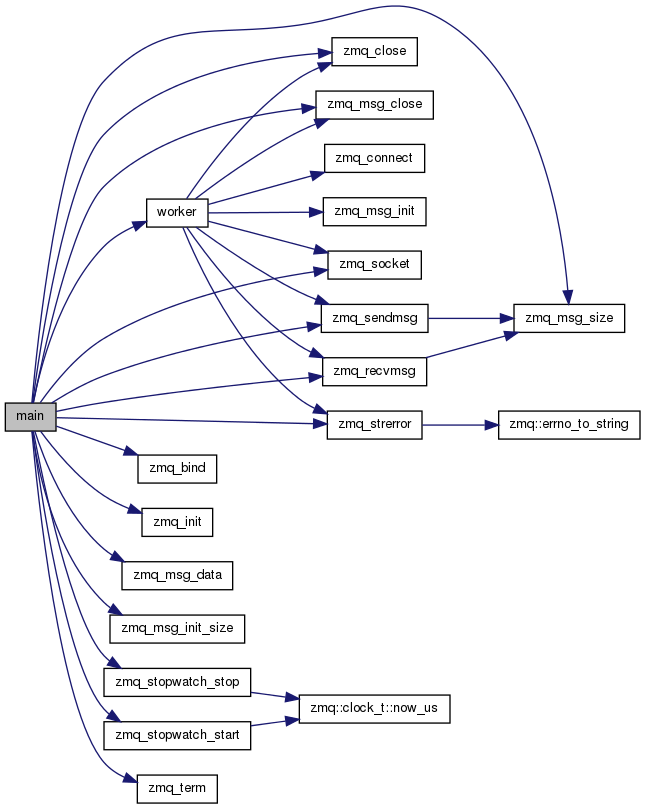 zmq_close
zmq_msg_close
zmq_connect
worker
zmq_msg_init
zmq_socket
zmq_sendmsg
zmq_msg_size
zmq_recvmsg
main
zmq_strerror
zmq::errno_to_string
zmq_bind
zmq_init
zmq_msg_data
zmq_msg_init_size
zmq_stopwatch_stop
zmq::clock_t::now_us
zmq_stopwatch_start
zmq_term